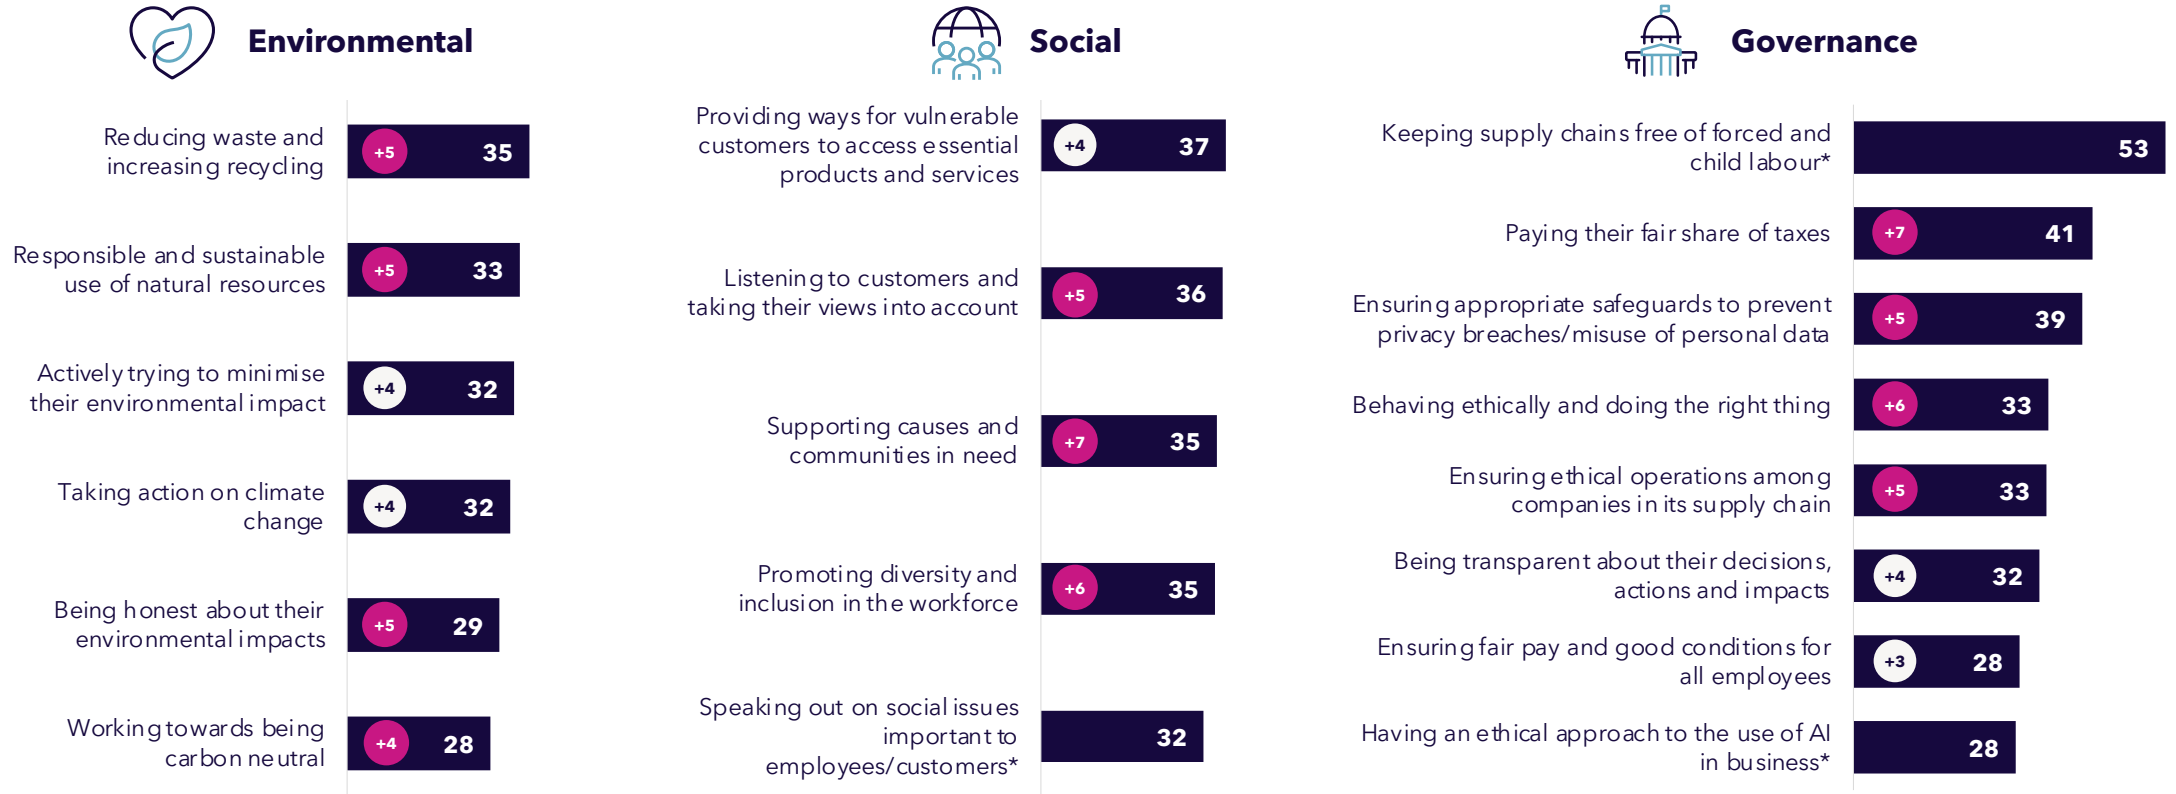 Environmental
Reducing waste and
increasing recycling
+5
35
Responsible and sustainable
use of natural resources
+5
33
Actively trying to minimise
their environmental impact
+4
32
Taking action on climate
change
+4
32
Being honest about their
environmental impacts
+5
29
Working towards being
carbon neutral
+4
28
Social
Providing ways for vulnerable
customers to access essential
products and services
+4
37
Listening to customers and
taking their views into account
+5
36
Supporting causes and
communities in need
+7
35
Promoting diversity and
inclusion in the workforce
+6
35
Speaking out on social issues
important to
employees/customers*
32
Governance
Keeping supply chains free of forced and
child labour*
53
Paying their fair share of taxes
+7
41
Ensuring appropriate safeguards to prevent
privacy breaches/misuse of personal data
+5
39
Behaving ethically and doing the right thing
+6
33
Ensuring ethical operations among
companies in its supply chain
+5
33
Being transparent about their decisions,
actions and impacts
+4
32
Ensuring fair pay and good conditions for
all employees
+3
28
Having an ethical approach to the use of AI
in business*
28